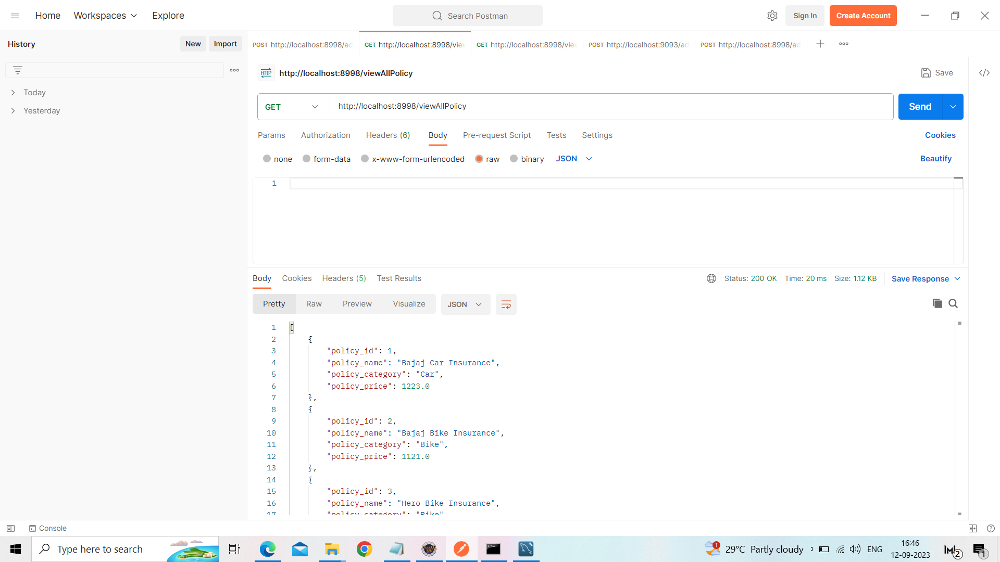 Home Workspaces Explore Search Postman Sign In Create Account
History New Import
POST http://localhost:8998/ad GET http://localhost:8998/viev GET http://localhost:8998/view POST http://localhost:9093/ad POST http://localhost:8998/ad
HTTP http://localhost:8998/viewAllPolicy Save
Today
Yesterday
GET http://localhost:8998/viewAllPolicy Send
Params Authorization Headers (6) Body Pre-request Script Tests Settings Cookies
none form-data x-www-form-urlencoded raw binary JSON Beautify
1
Body Cookies Headers (5) Test Results Status: 200 OK Time: 20 ms Size: 1.12 KB Save Response
Pretty Raw Preview Visualize JSON
1 [
2 {
3 "policy_id": 1,
4 "policy_name": "Bajaj Car Insurance",
5 "policy_category": "Car",
6 "policy_price": 1223.0
7 },
8 {
9 "policy_id": 2,
10 "policy_name": "Bajaj Bike Insurance",
11 "policy_category": "Bike",
12 "policy_price": 1121.0
13 },
14 {
15 "policy_id": 3,
16 "policy_name": "Hero Bike Insurance",
17 "policy_category": "Bike"
Console
Type here to search 1 29°C Partly cloudy ENG 16:46 2 1
12-09-2023